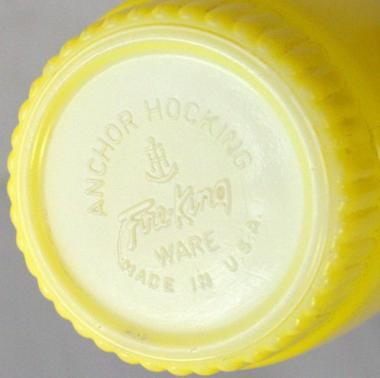 ANCHOR HOCKING
Fire-King
WARE
MADE IN U.S.A.